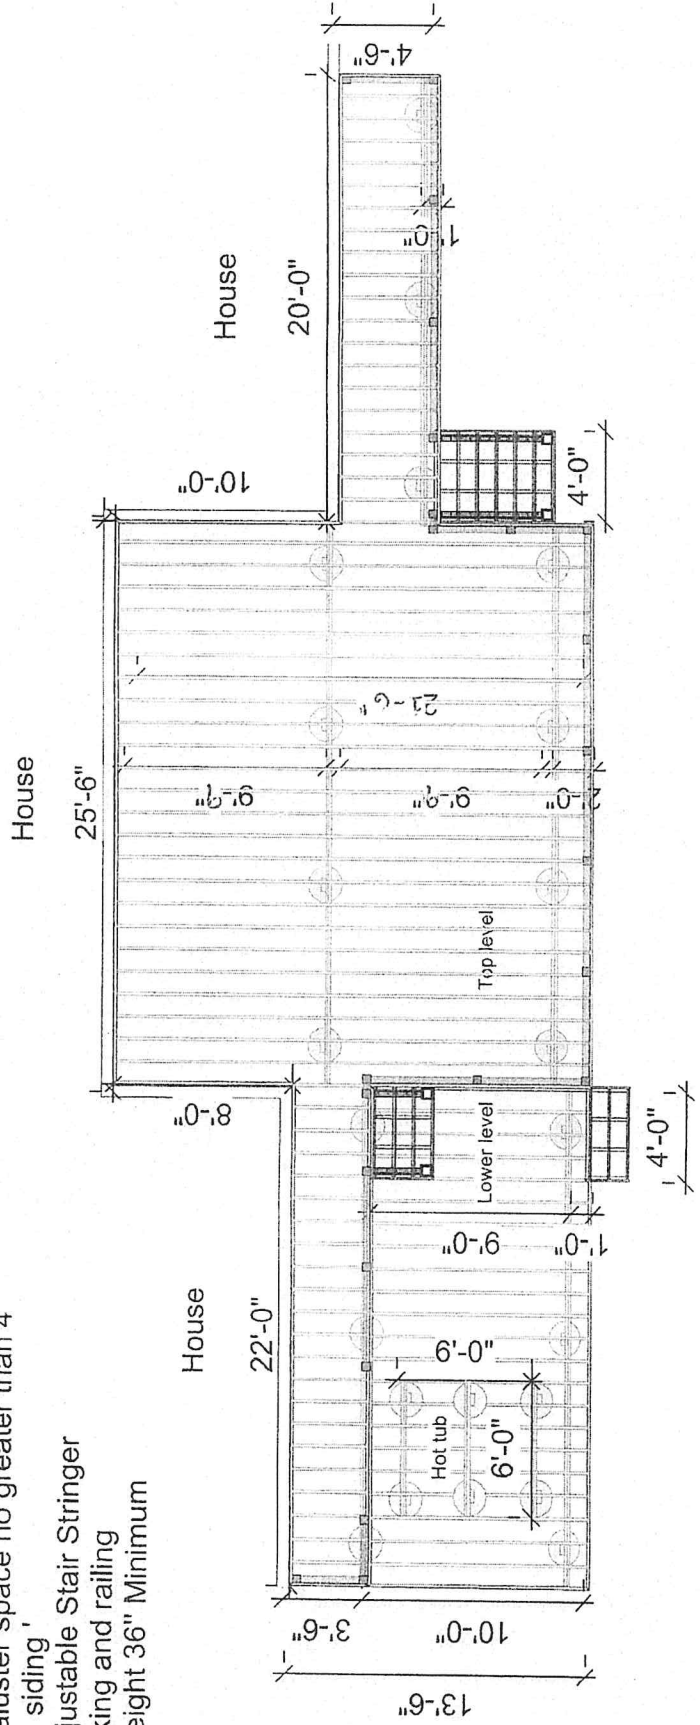 aluster space no greater than 4
siding '
justable Stair Stringer
king and railing
eight 36" Minimum
House
25'-6"
House
22'-0"
8'-0"
10'-0"
House
20'-0"
4'-6"
3'-6"
10'-0"
13'-6"
Hot tub
6'-0"
6'-0"
Lower level
9'-0"
1'-0"
4'-0"
Top level
9'-9"
9'-9"
2'-0"
21-6"
1'-0"
4'-0"